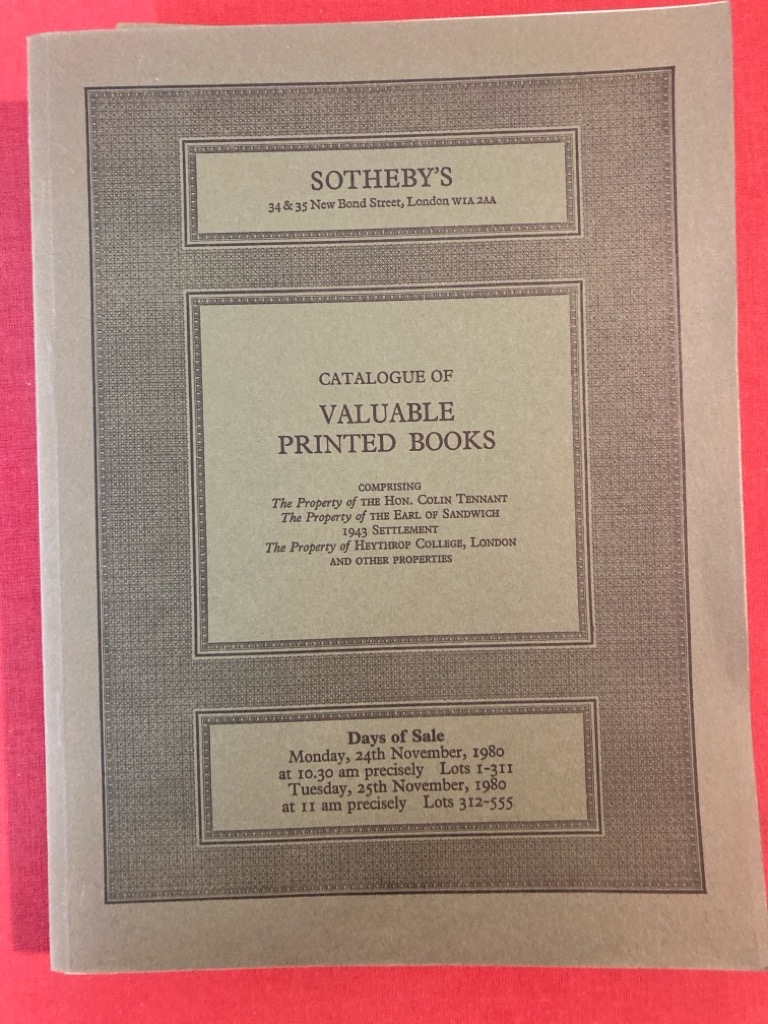 SOTHEBY'S
34 & 35 New Bond Street, London W1A 2AA
CATALOGUE OF
VALUABLE
PRINTED BOOKS
COMPRISING
The Property of THE HON. COLIN TENNANT
The Property of THE EARL OF SANDWICH
1943 SETTLEMENT
The Property of HEYTHROP COLLEGE, LONDON
AND OTHER PROPERTIES
Days of Sale
Monday, 24th November, 1980
at 10.30 am precisely Lots 1-311
Tuesday, 25th November, 1980
at 11 am precisely Lots 312-555